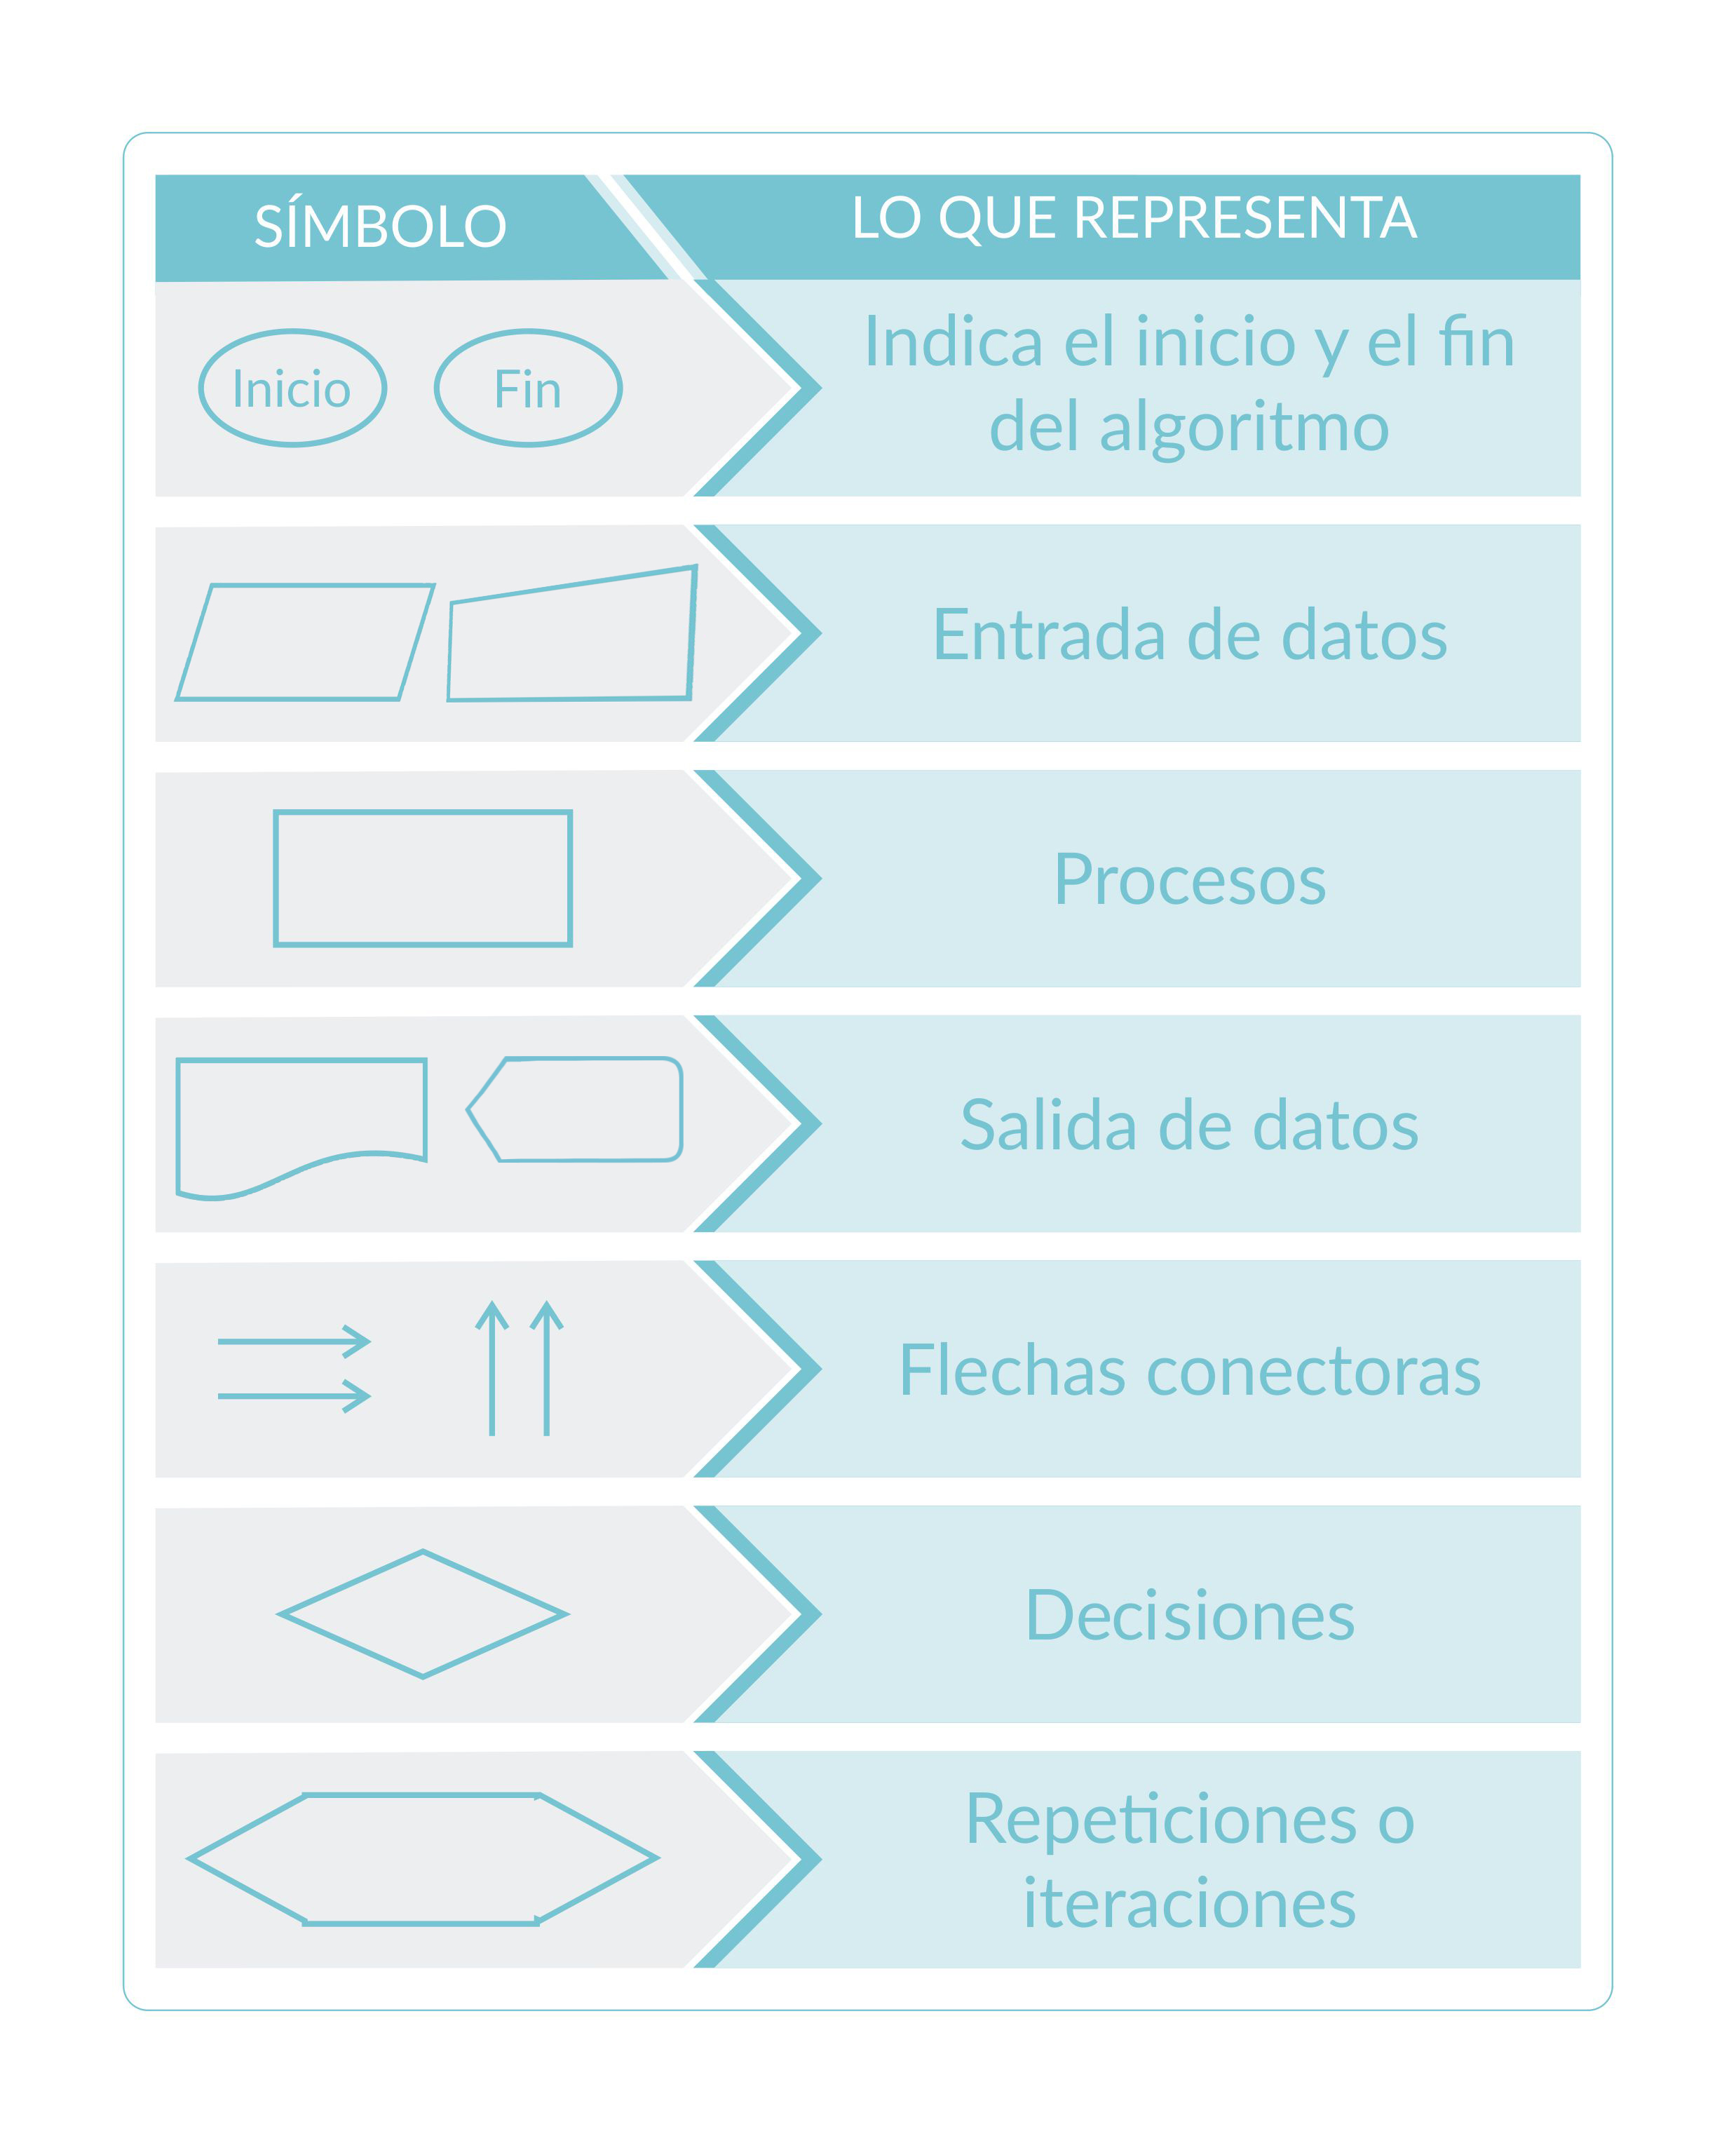 SÍMBOLO
LO QUE REPRESENTA
Inicio
Fin
Indica el inicio y el fin
del algoritmo
Entrada de datos
Procesos
Salida de datos
Flechas conectoras
Decisiones
Repeticiones o
iteraciones